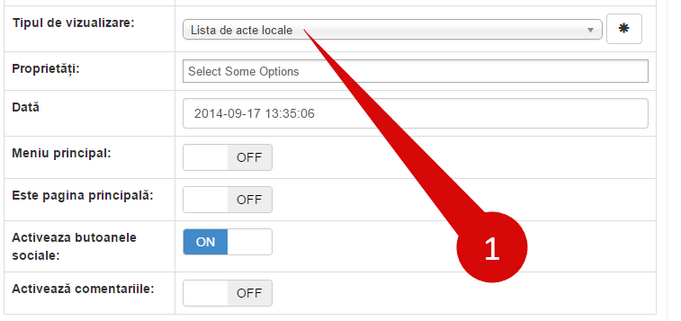 Tipul de vizualizare:
Lista de acte locale
Proprietăți:
Select Some Options
Dată
2014-09-17 13:35:06
Meniu principal:
OFF
Este pagina principală:
OFF
Activeaza butoanele
sociale:
ON
Activează comentariile:
OFF
1